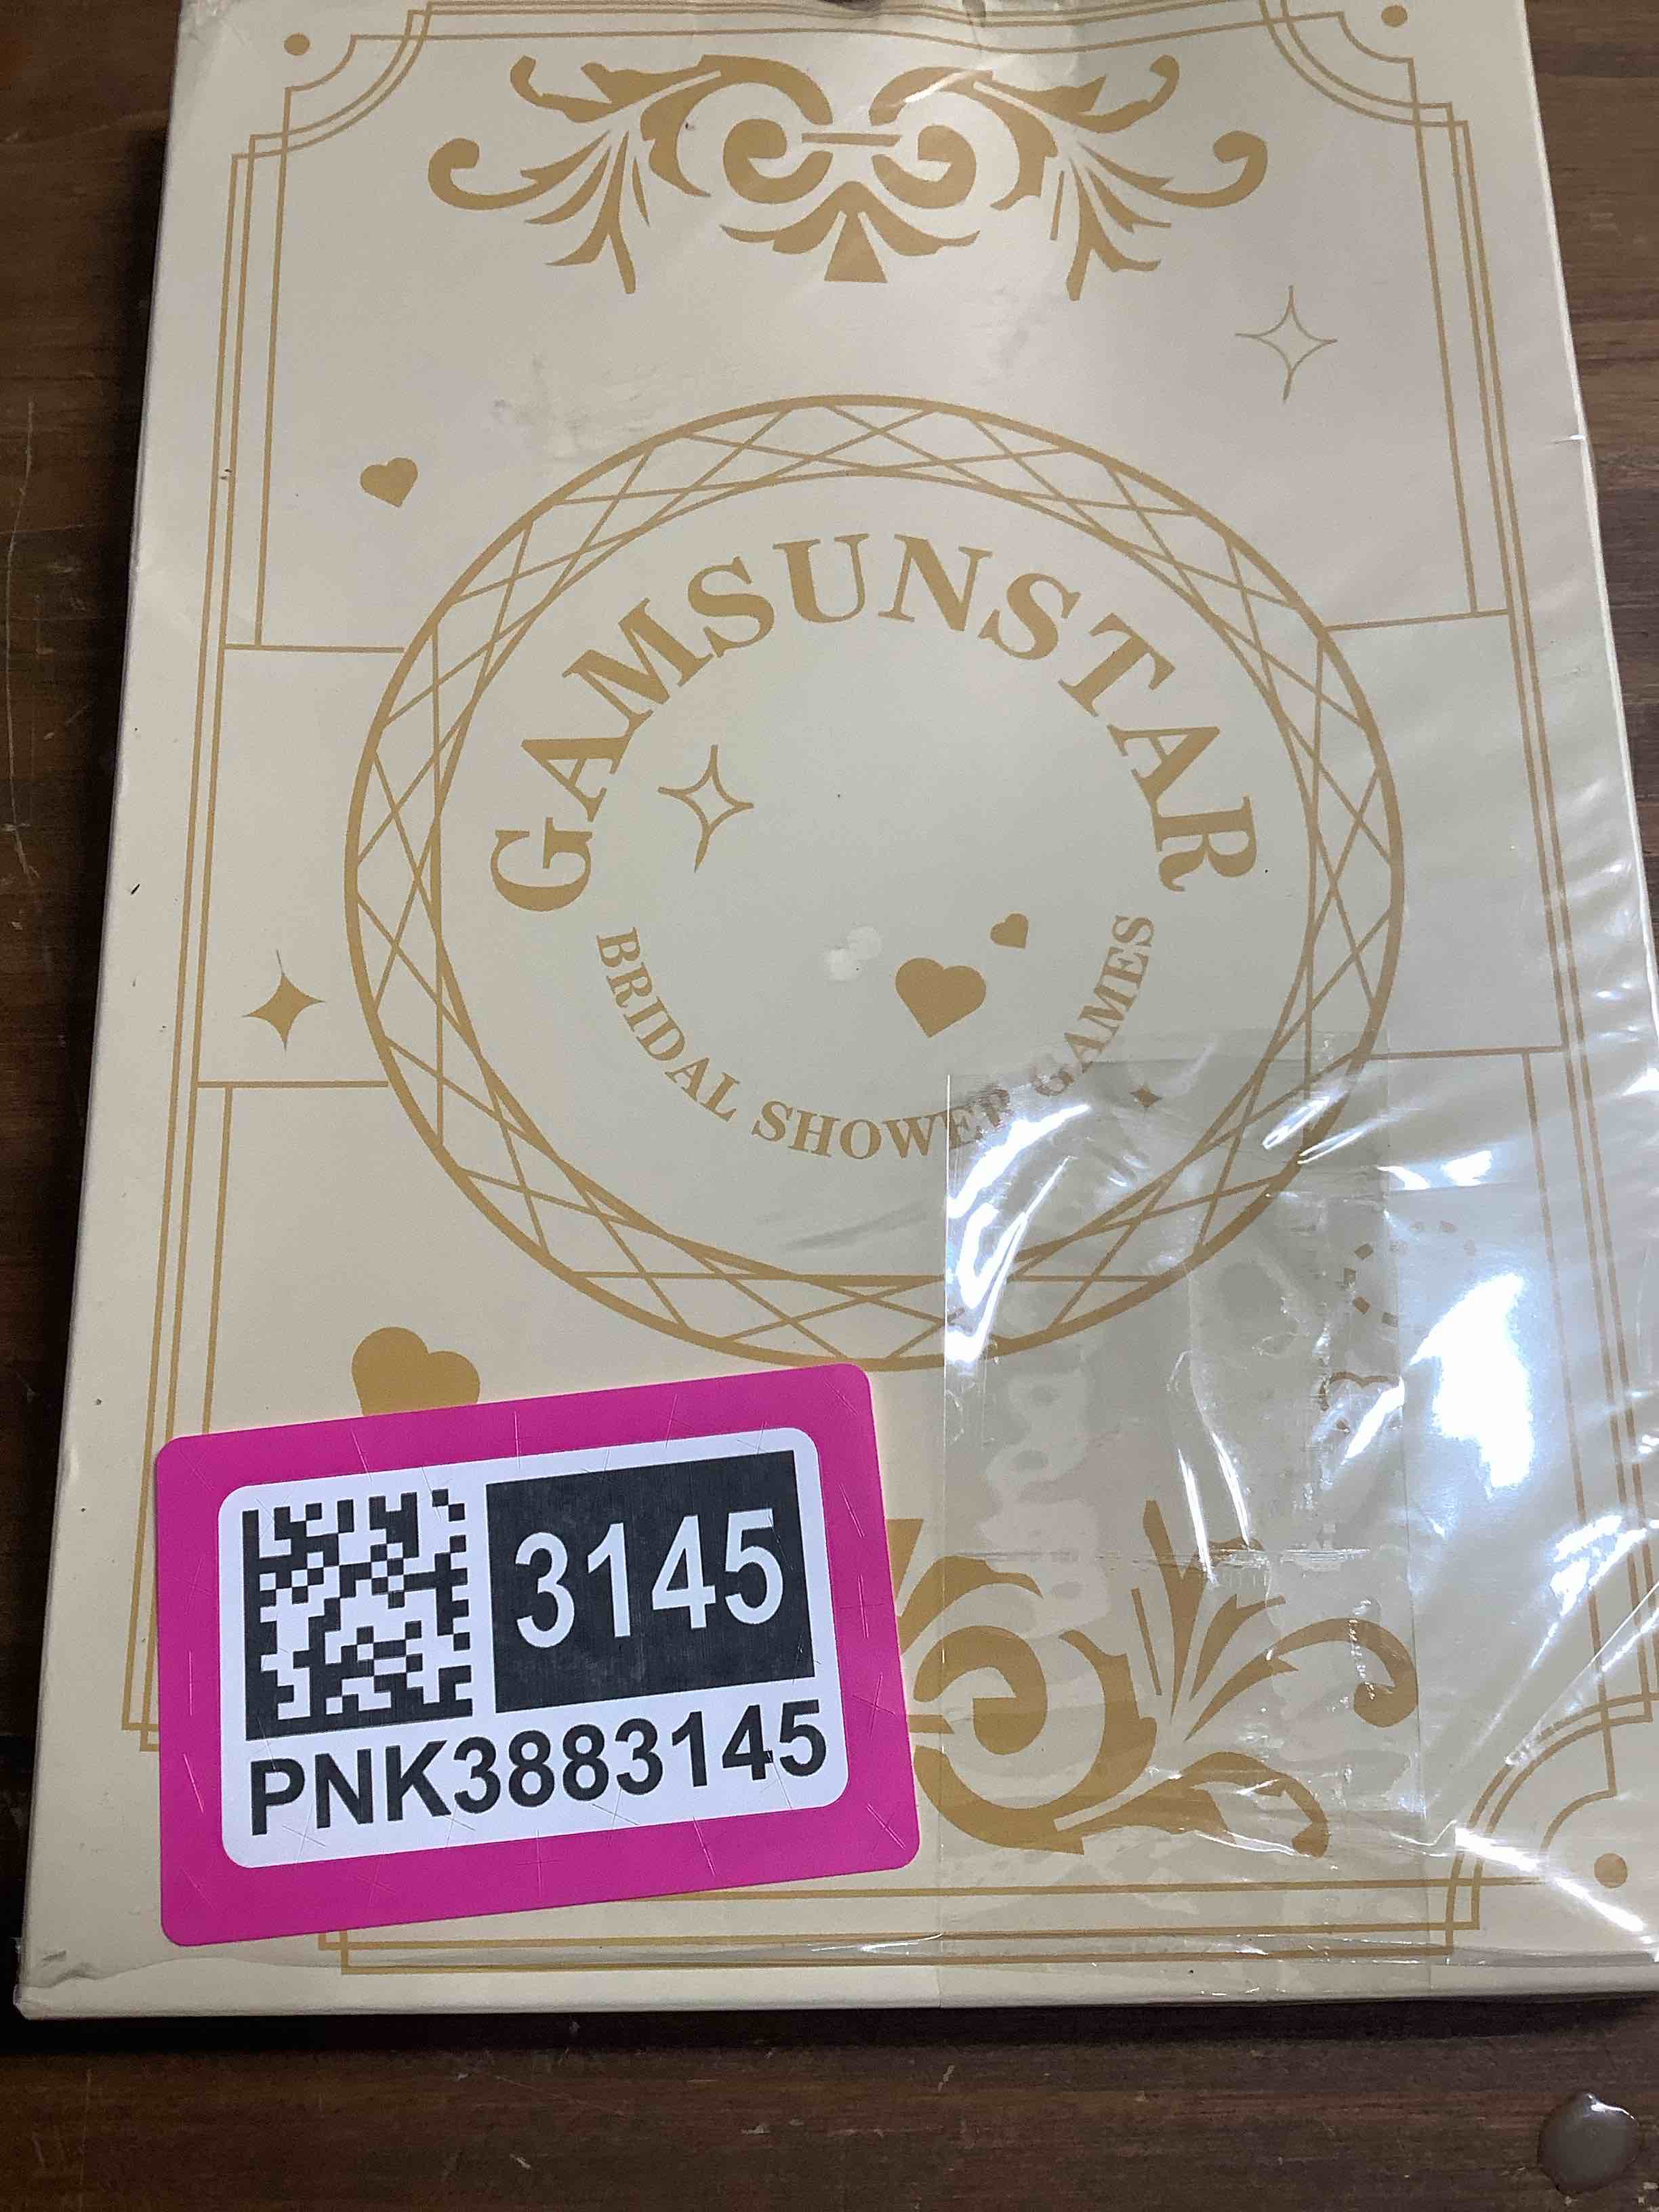 GAMSUNSTAR
BRIDAL SHOWER GAMES
3145
PNK3883145